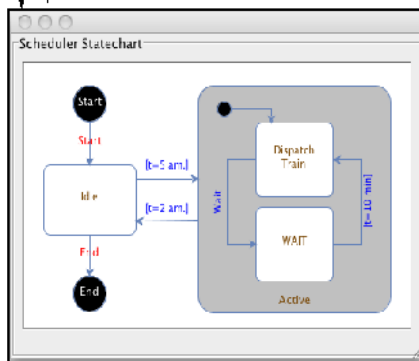 Scheduler Statechart
Start
Start
Idle
[t=5 am.]
[t=2 am.]
End
End
Dispatch
Train
Wait
WAIT
[t=10 min]
Active